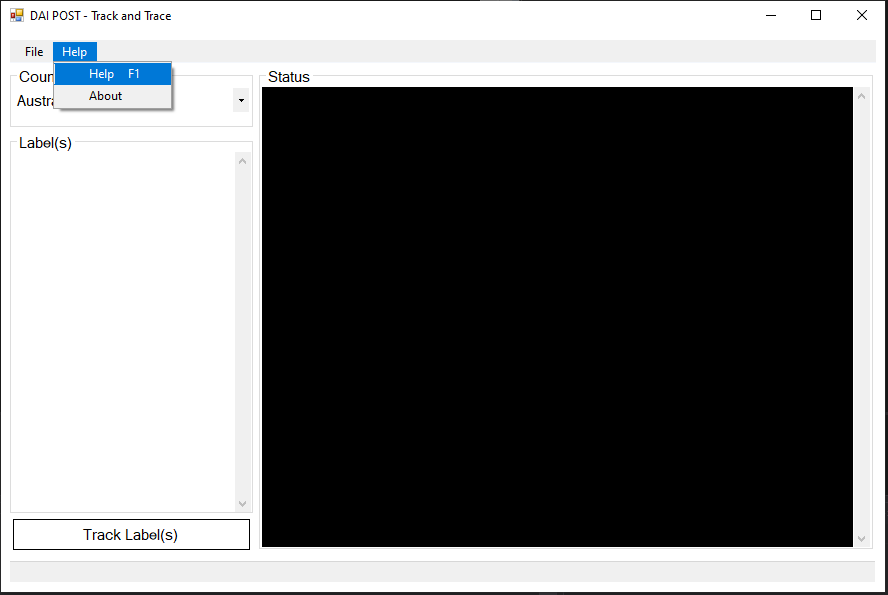 DAI POST - Track and Trace
File Help
Help F1
About
Coun
Austra
Label(s)
Track Label(s)
Status